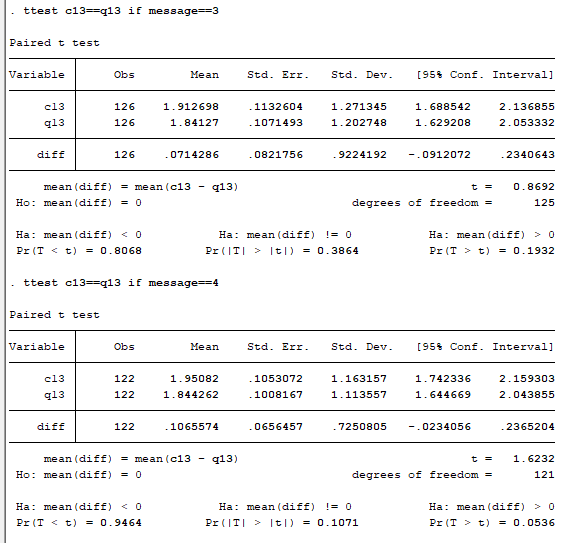 . ttest c13==q13 if message==3
Paired t test
Variable Obs Mean Std. Err. Std. Dev. [95% Conf. Interval]
c13 126 1.912698 .1132604 1.271345 1.688542 2.136855
q13 126 1.84127 .1071493 1.202748 1.629208 2.053332
diff 126 .0714286 .0821756 .9224192 -.0912072 .2340643
mean(diff) = mean(c13 - q13) t = 0.8692
Ho: mean(diff) = 0 degrees of freedom = 125
Ha: mean(diff) < 0 Ha: mean(diff) != 0 Ha: mean(diff) > 0
Pr(T < t) = 0.8068 Pr(|T| > |t|) = 0.3864 Pr(T > t) = 0.1932
. ttest c13==q13 if message==4
Paired t test
Variable Obs Mean Std. Err. Std. Dev. [95% Conf. Interval]
c13 122 1.95082 .1053072 1.163157 1.742336 2.159303
q13 122 1.844262 .1008167 1.113557 1.644669 2.043855
diff 122 .1065574 .0656457 .7250805 -.0234056 .2365204
mean(diff) = mean(c13 - q13) t = 1.6232
Ho: mean(diff) = 0 degrees of freedom = 121
Ha: mean(diff) < 0 Ha: mean(diff) != 0 Ha: mean(diff) > 0
Pr(T < t) = 0.9464 Pr(|T| > |t|) = 0.1071 Pr(T > t) = 0.0536